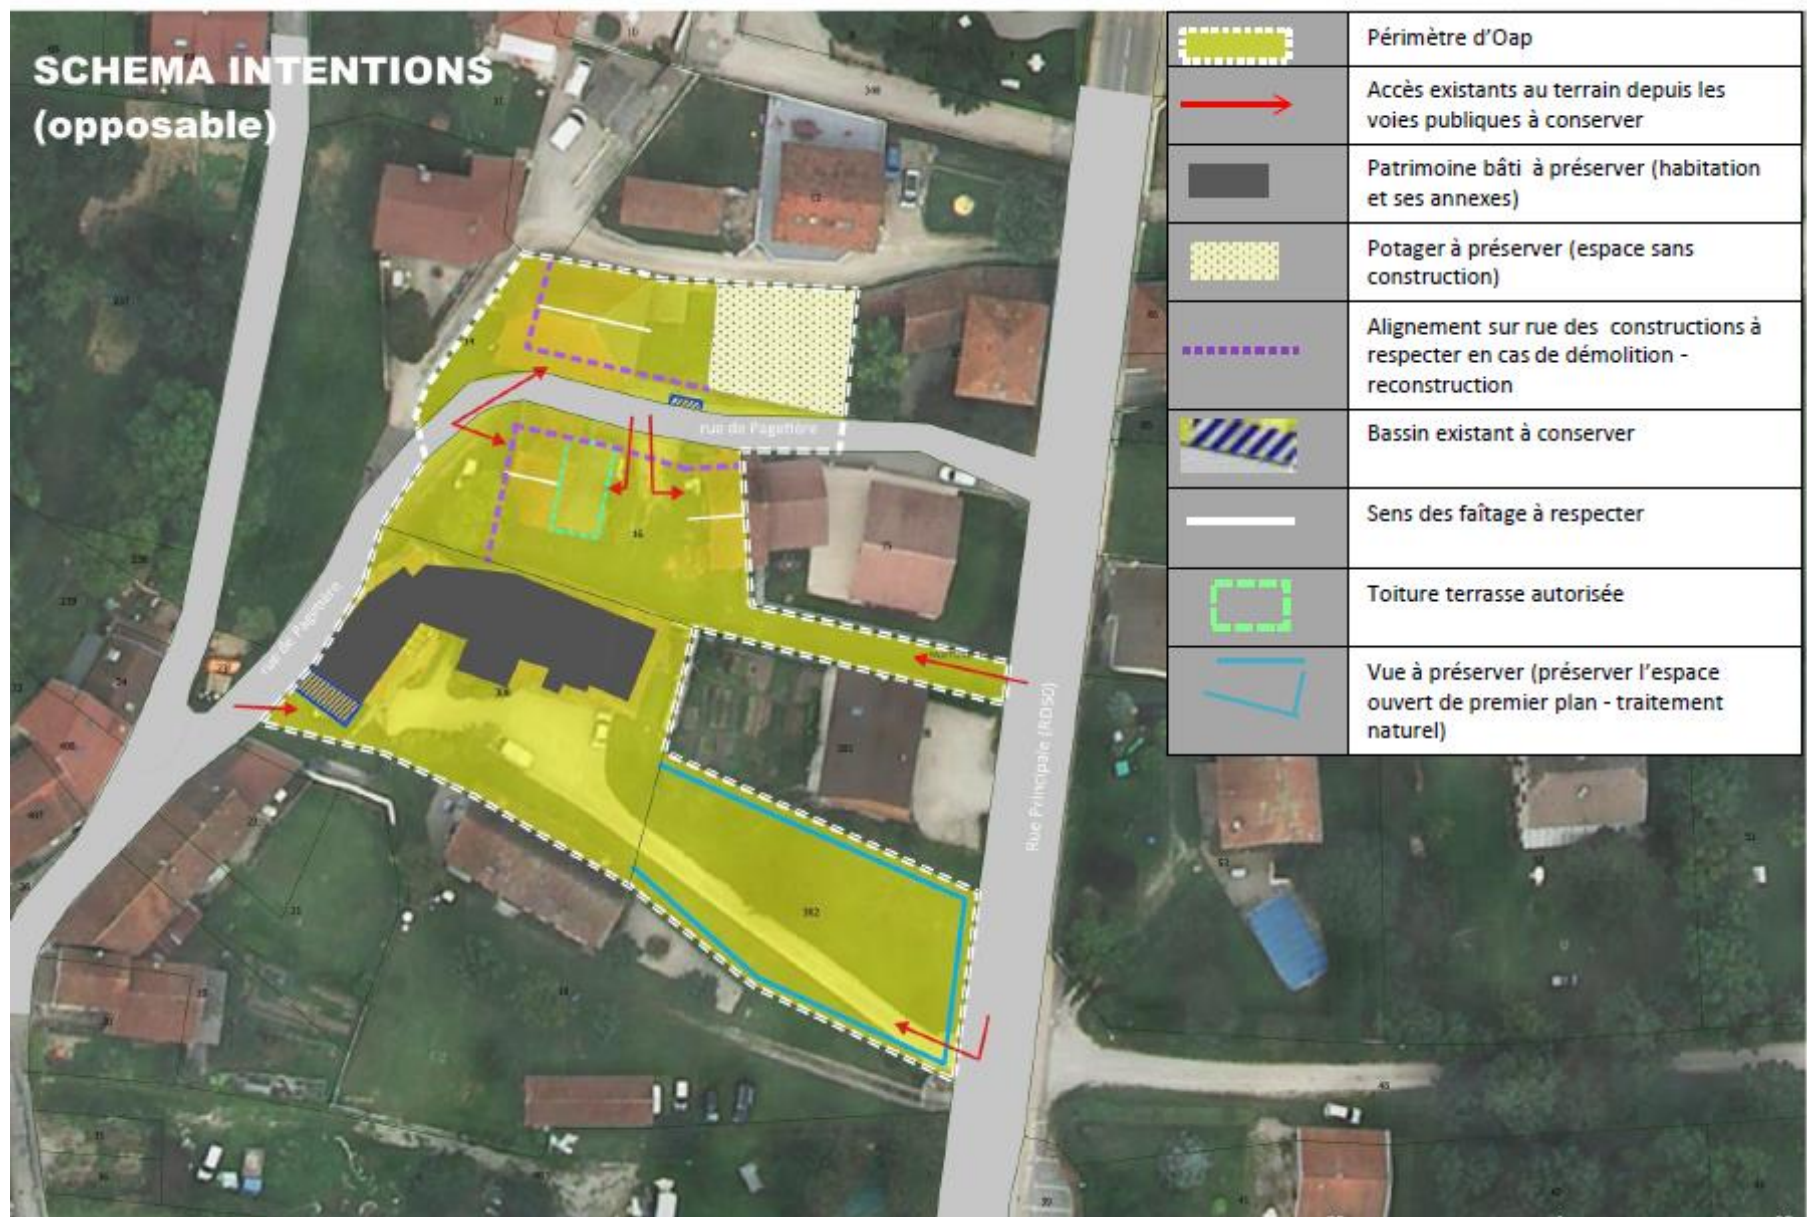 SCHEMA INTENTIONS
(opposable)
Périmètre d'Oap
Accès existants au terrain depuis les
voies publiques à conserver
Patrimoine bâti à préserver (habitation
et ses annexes)
Potager à préserver (espace sans
construction)
Alignement sur rue des constructions à
respecter en cas de démolition -
reconstruction
Bassin existant à conserver
Sens des faîtage à respecter
Toiture terrasse autorisée
Vue à préserver (préserver l'espace
ouvert de premier plan - traitement
naturel)
rue de Pagetière
rue de Pagetière
Rue Principale (RD50)